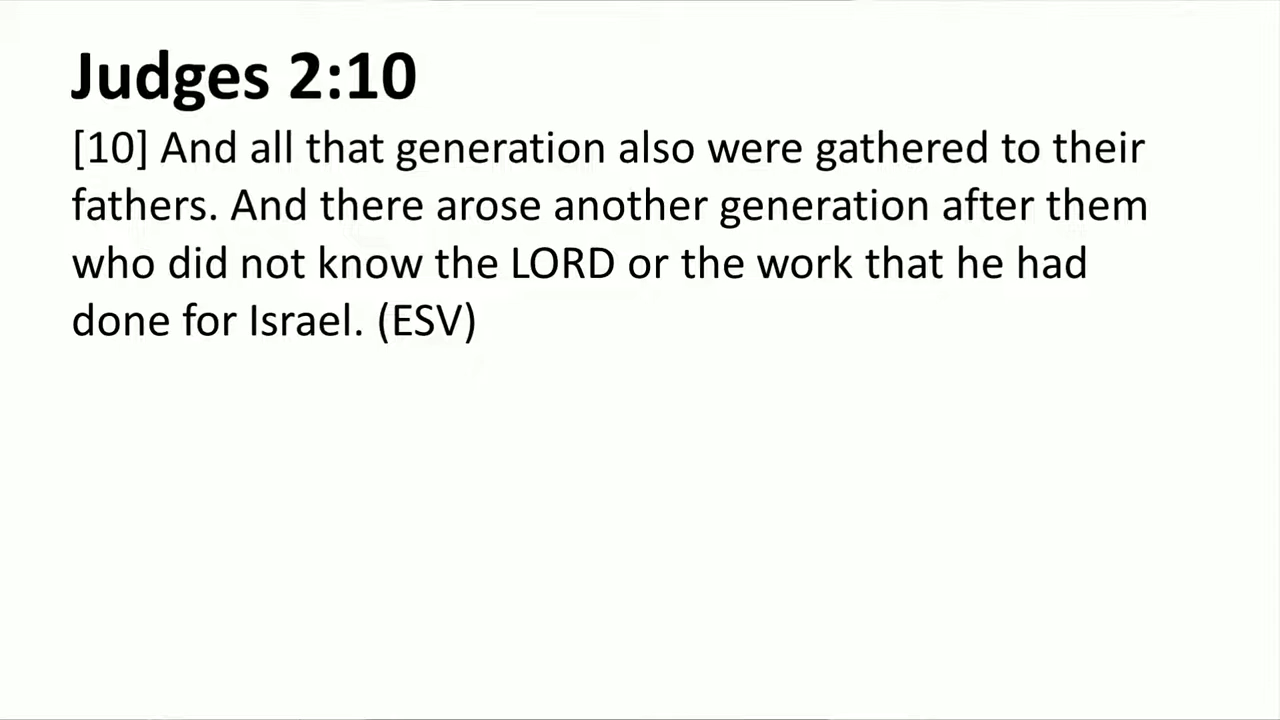 Judges 2:10
[10] And all that generation also were gathered to their
fathers. And there arose another generation after them
who did not know the LORD or the work that he had
done for Israel. (ESV)